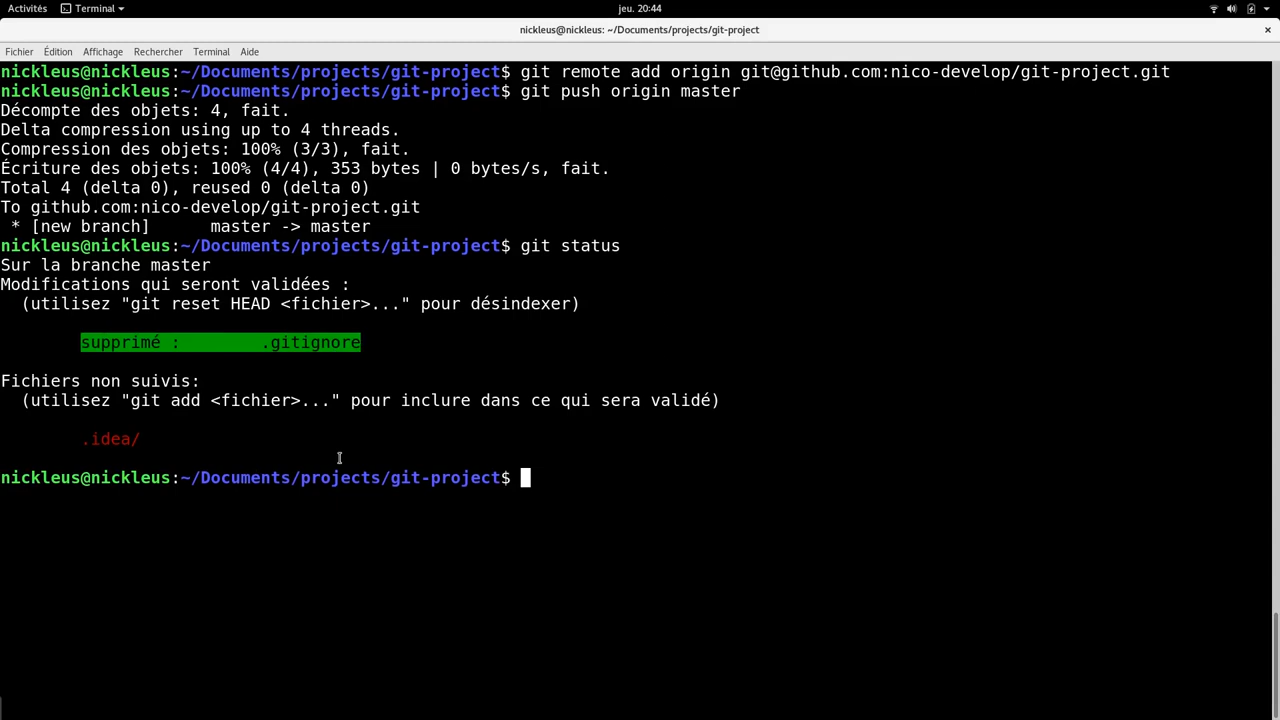 Activités Terminal jeu. 20:44
nickleus@nickleus: ~/Documents/projects/git-project
Fichier Édition Affichage Rechercher Terminal Aide
nickleus@nickleus:~/Documents/projects/git-project$ git remote add origin git@github.com:nico-develop/git-project.git
nickleus@nickleus:~/Documents/projects/git-project$ git push origin master
Décompte des objets: 4, fait.
Delta compression using up to 4 threads.
Compression des objets: 100% (3/3), fait.
Écriture des objets: 100% (4/4), 353 bytes | 0 bytes/s, fait.
Total 4 (delta 0), reused 0 (delta 0)
To github.com:nico-develop/git-project.git
 * [new branch]      master -> master
nickleus@nickleus:~/Documents/projects/git-project$ git status
Sur la branche master
Modifications qui seront validées :
  (utilisez "git reset HEAD <fichier>..." pour désindexer)
supprimé :        .gitignore
Fichiers non suivis:
  (utilisez "git add <fichier>..." pour inclure dans ce qui sera validé)
.idea/
nickleus@nickleus:~/Documents/projects/git-project$